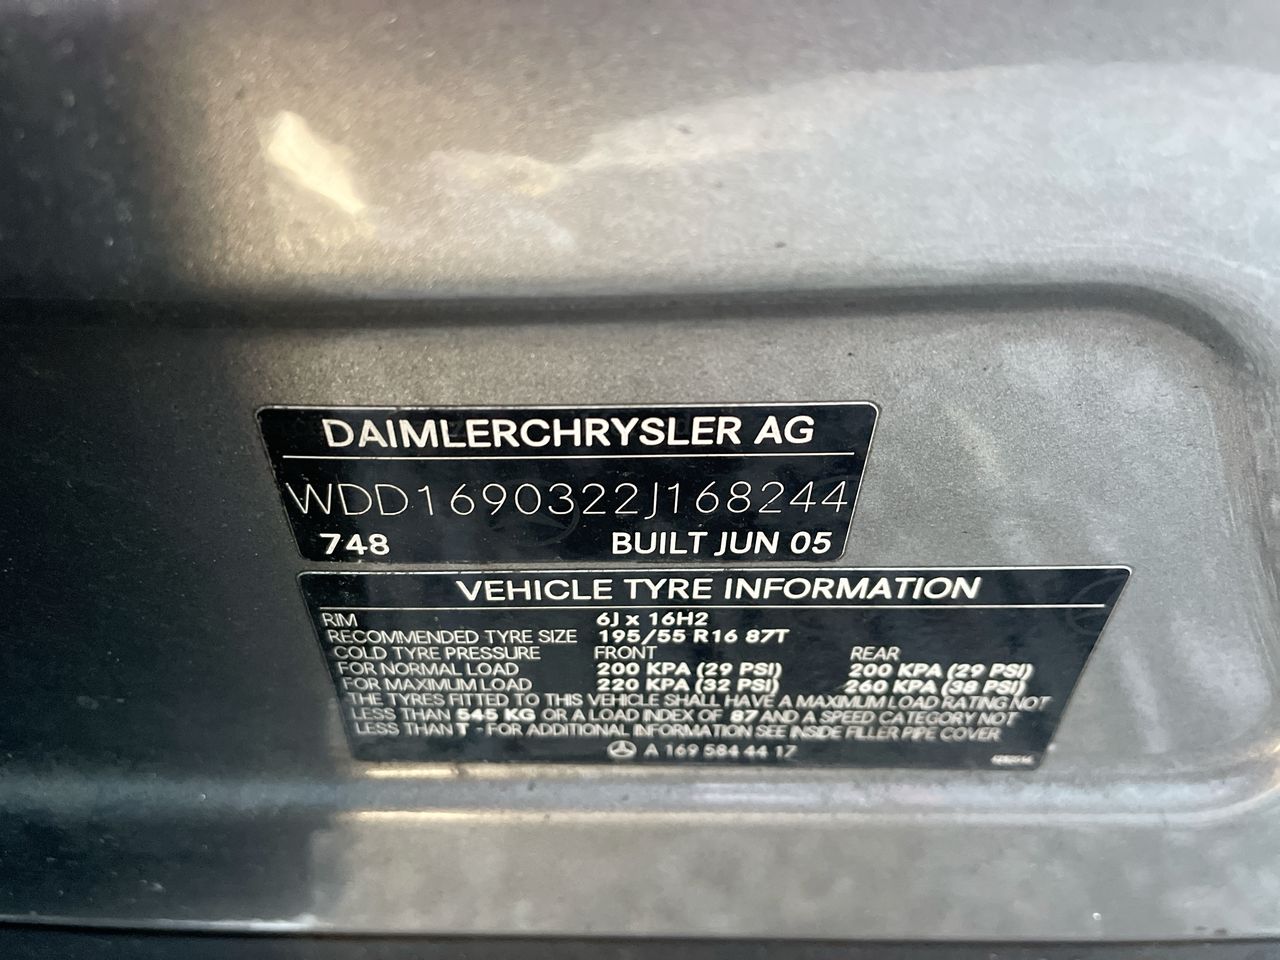 DAIMLERCHRYSLER AG
WDD1690322J168244
748 BUILT JUN 05
VEHICLE TYRE INFORMATION
RIM 6J x 16H2
RECOMMENDED TYRE SIZE 195/55 R16 87T
COLD TYRE PRESSURE FRONT REAR
FOR NORMAL LOAD 200 KPA (29 PSI) 200 KPA (29 PSI)
FOR MAXIMUM LOAD 220 KPA (32 PSI) 260 KPA (38 PSI)
THE TYRES FITTED TO THIS VEHICLE SHALL HAVE A MAXIMUM LOAD RATING NOT
LESS THAN 545 KG OR A LOAD INDEX OF 87 AND A SPEED CATEGORY NOT
LESS THAN T - FOR ADDITIONAL INFORMATION SEE INSIDE FILLER PIPE COVER
A 169 584 44 17